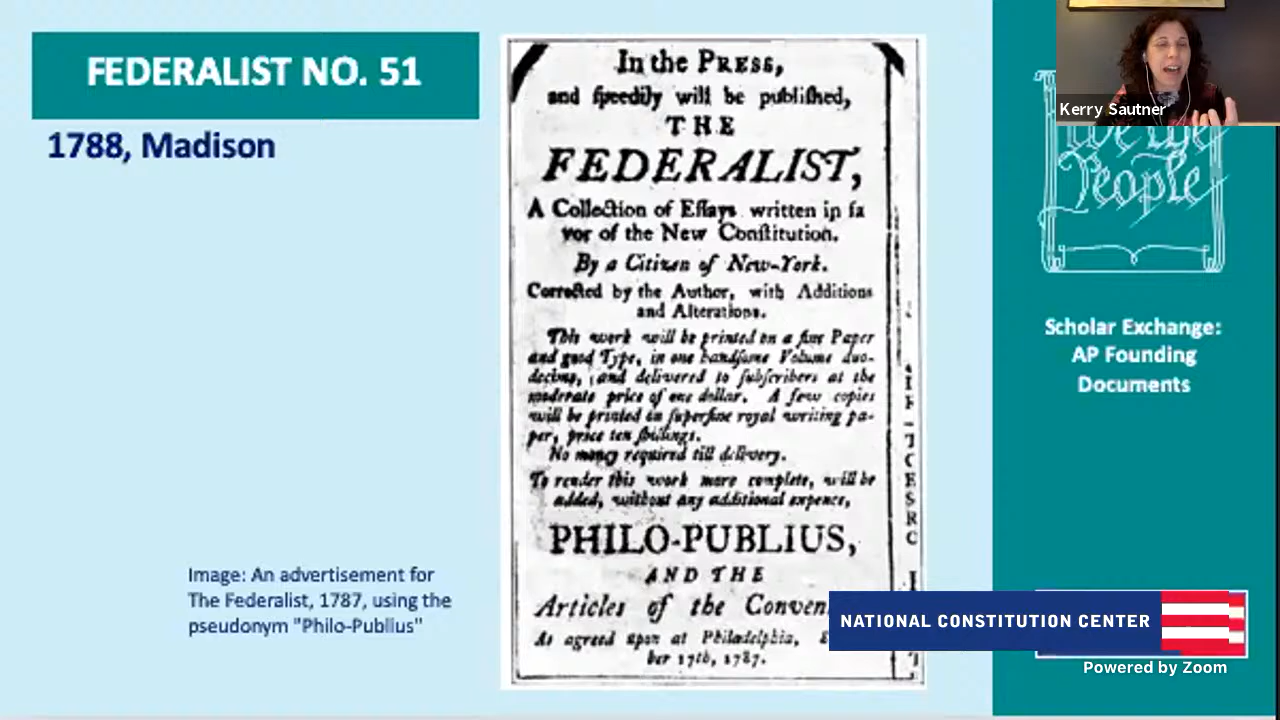 FEDERALIST NO. 51
1788, Madison
In the PRESS,
and ſpeedily will be publiſhed,
THE
FEDERALIST,
A Collection of Eſſays written in fa
vor of the New Conſtitution.
By a Citizen of New-York.
Corrected by the Author, with Additions
and Alterations.
This work will be printed on a fine Paper
and good Type, in one handſome Volume duo-
decimo, and delivered to ſubſcribers at the
moderate price of one dollar. A few copies
will be printed on ſuperfine royal writing pa-
per, price ten ſhillings.
No money required till delivery.
To render this work more complete, will be
added, without any additional expence,
PHILO-PUBLIUS,
AND THE
Articles of the Conven
As agreed upon at Philadelphia,
ber 17th, 1787.
Image: An advertisement for
The Federalist, 1787, using the
pseudonym "Philo-Publius"
Kerry Sautner
We the
People
Scholar Exchange:
AP Founding
Documents
NATIONAL CONSTITUTION CENTER
Powered by Zoom